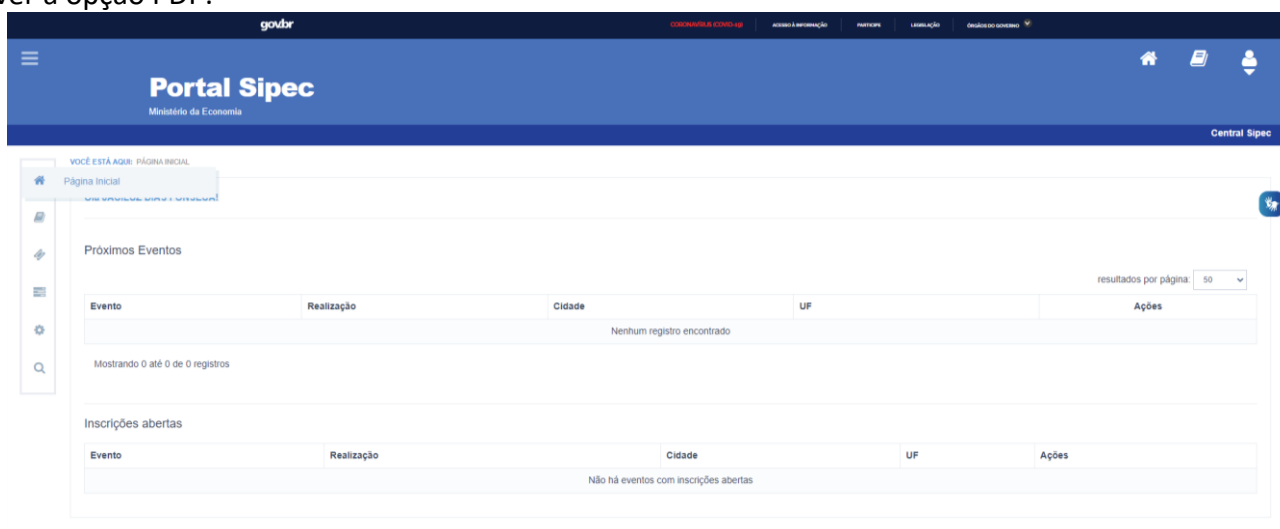 ver a opção PDF?
gov.br CORONAVÍRUS (COVID-19) ACESSO À INFORMAÇÃO PARTICIPE LEGISLAÇÃO ÓRGÃOS DO GOVERNO
Portal Sipec
Ministério da Economia
Central Sipec
VOCÊ ESTÁ AQUI: PÁGINA INICIAL
Página Inicial
Próximos Eventos
resultados por página: 50
Evento Realização Cidade UF Ações
Nenhum registro encontrado
Mostrando 0 até 0 de 0 registros
Inscrições abertas
Evento Realização Cidade UF Ações
Não há eventos com inscrições abertas